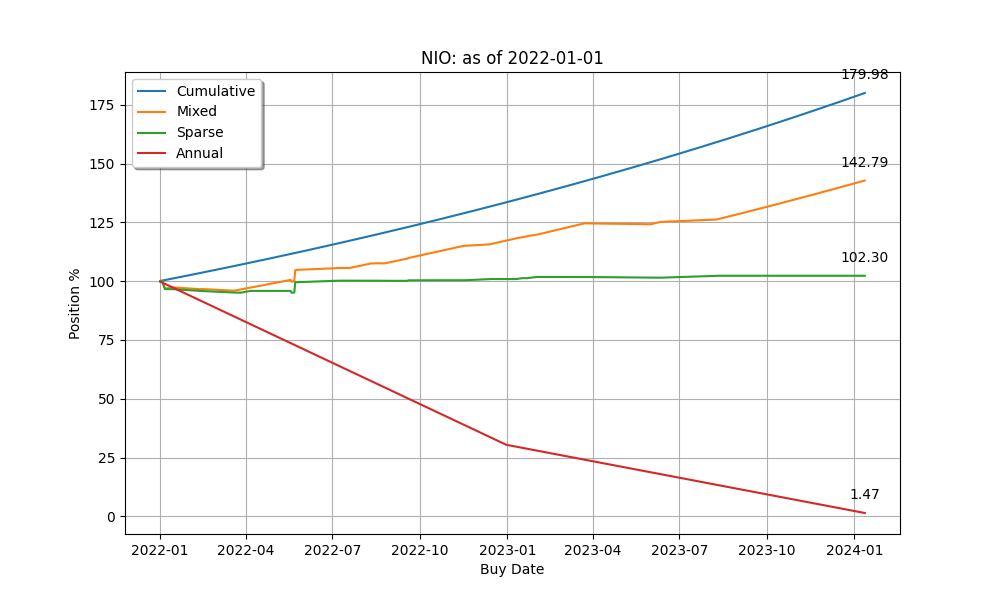 NIO: as of 2022-01-01
179.98
Cumulative
Mixed
Sparse
Annual
175
150
125
100
75
50
25
0
142.79
102.30
1.47
Position %
2022-01 2022-04 2022-07 2022-10 2023-01 2023-04 2023-07 2023-10 2024-01
Buy Date